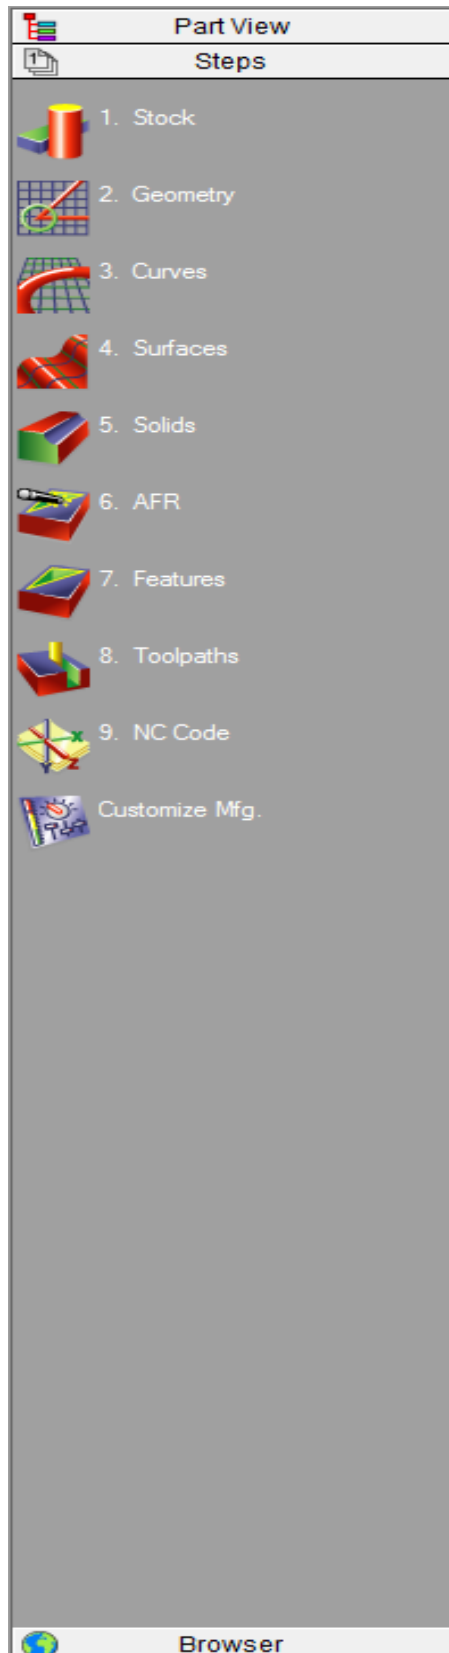 Part View
Steps
1. Stock
2. Geometry
3. Curves
4. Surfaces
5. Solids
6. AFR
7. Features
8. Toolpaths
9. NC Code
Customize Mfg.
Browser